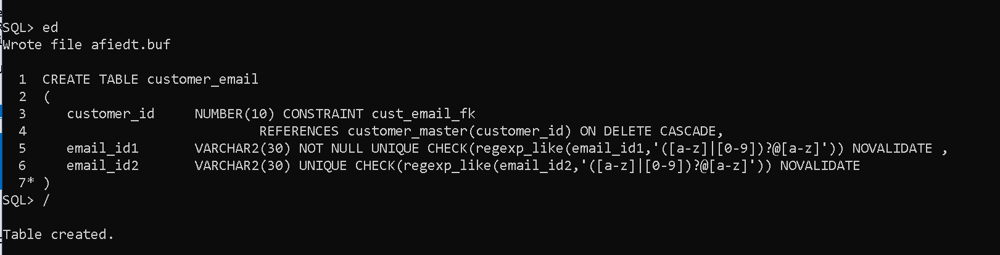 SQL> ed
Wrote file afiedt.buf
1 CREATE TABLE customer_email
2 (
3 customer_id NUMBER(10) CONSTRAINT cust_email_fk
4 REFERENCES customer_master(customer_id) ON DELETE CASCADE,
5 email_id1 VARCHAR2(30) NOT NULL UNIQUE CHECK(regexp_like(email_id1,'([a-z]|[0-9])?@[a-z]')) NOVALIDATE ,
6 email_id2 VARCHAR2(30) UNIQUE CHECK(regexp_like(email_id2,'([a-z]|[0-9])?@[a-z]')) NOVALIDATE
7* )
SQL> /
Table created.